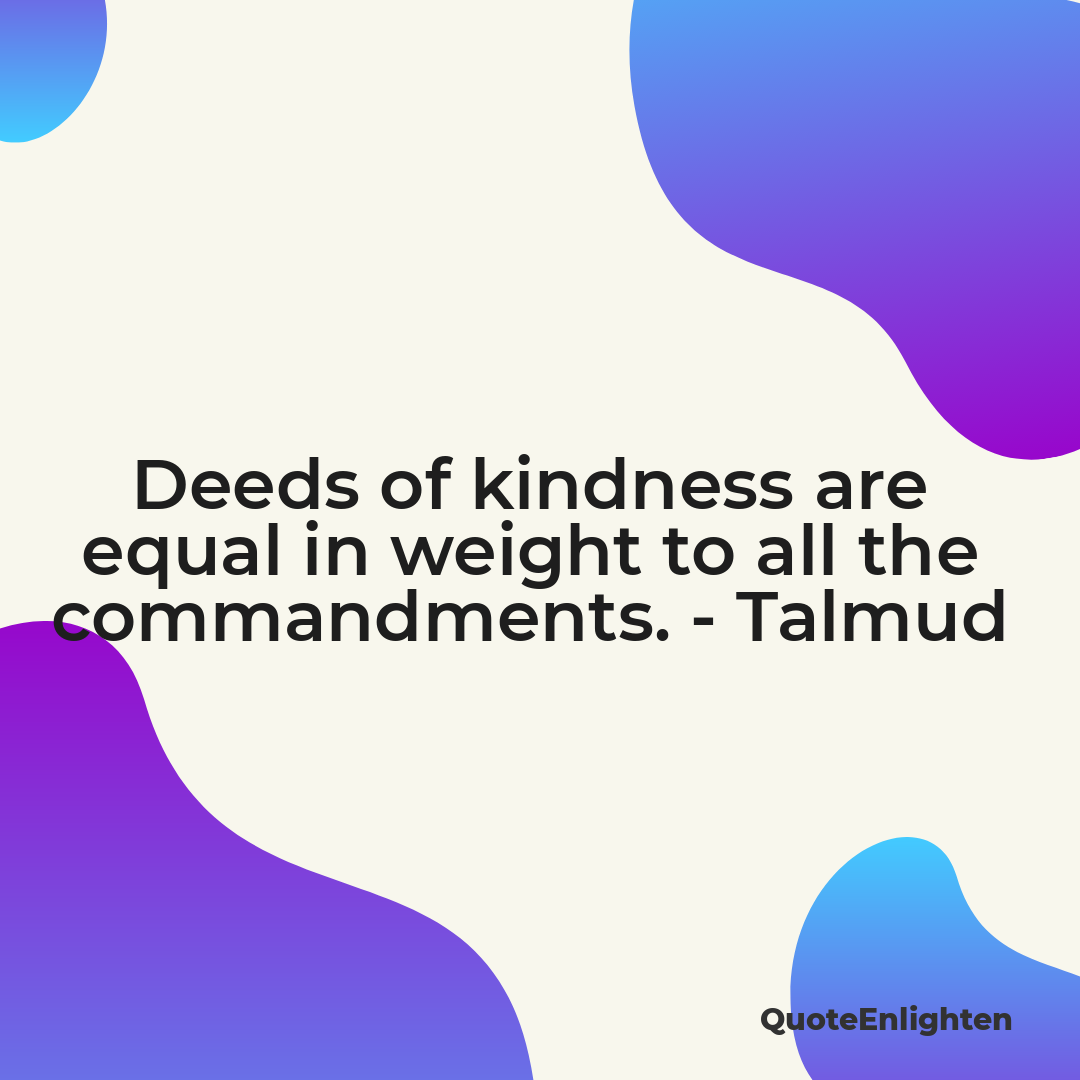 Deeds of kindness are
equal in weight to all the
commandments. - Talmud
QuoteEnlighten